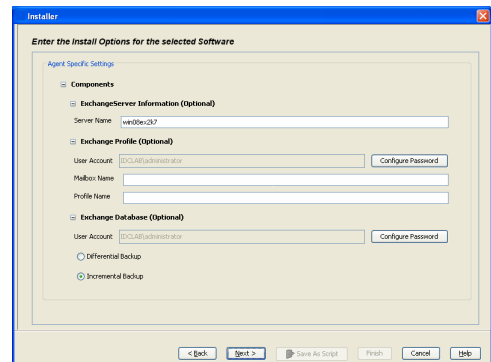 Installer
Enter the Install Options for the selected Software
Agent Specific Settings
Components
ExchangeServer Information (Optional)
Server Name win08ex2k7
Exchange Profile (Optional)
User Account IDCLAB\administrator Configure Password
Mailbox Name
Profile Name
Exchange Database (Optional)
User Account IDCLAB\administrator Configure Password
Differential Backup
Incremental Backup
< Back Next > Save As Script Finish Cancel Help